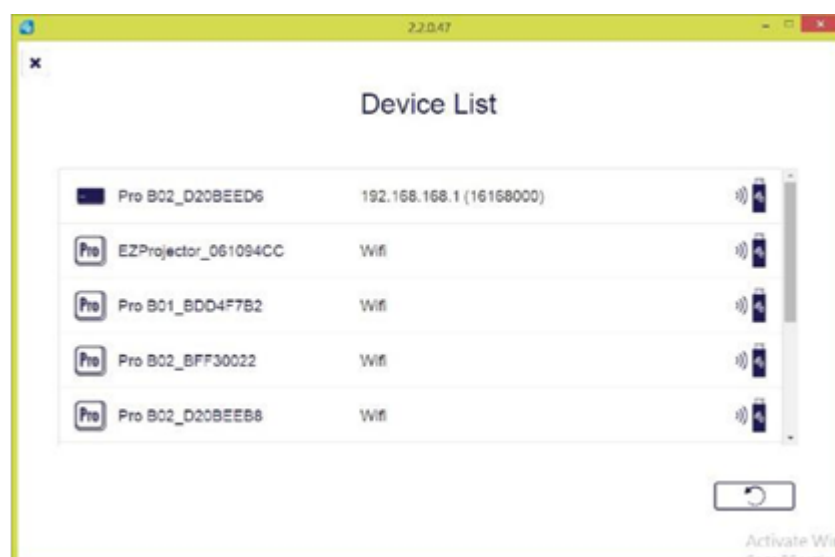 2.2.0.47
Device List
Pro B02_D20BEED6 192.168.168.1 (16168000)
Pro EZProjector_061094CC Wifi
Pro Pro B01_BDD4F7B2 Wifi
Pro Pro B02_BFF30022 Wifi
Pro Pro B02_D20BEEB8 Wifi
Activate Wi